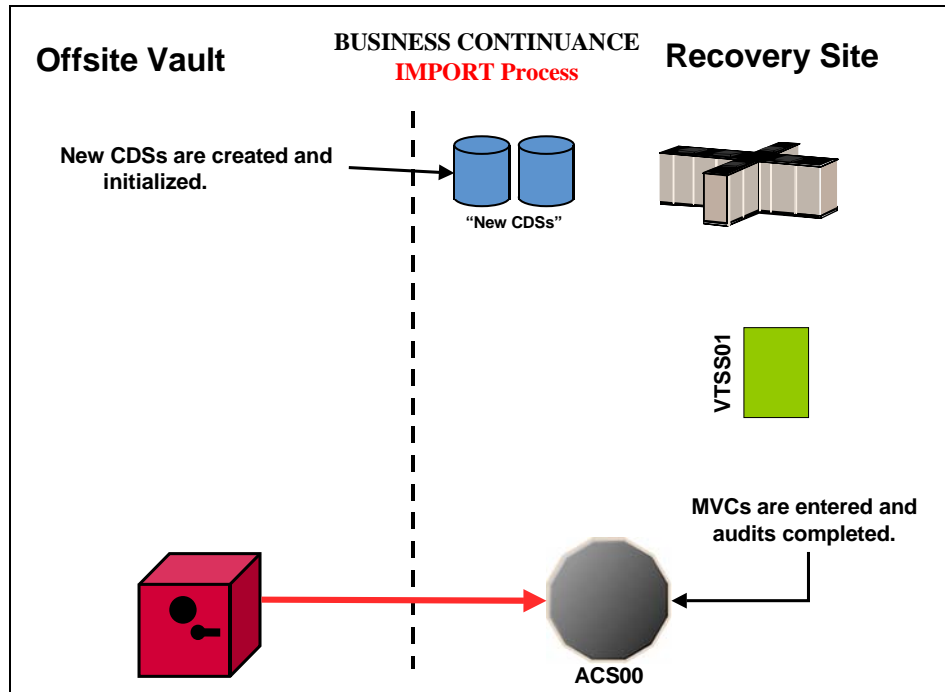 Offsite Vault
BUSINESS CONTINUANCE
IMPORT Process
Recovery Site
New CDSs are created and
initialized.
“New CDSs”
VTSS01
MVCs are entered and
audits completed.
ACS00